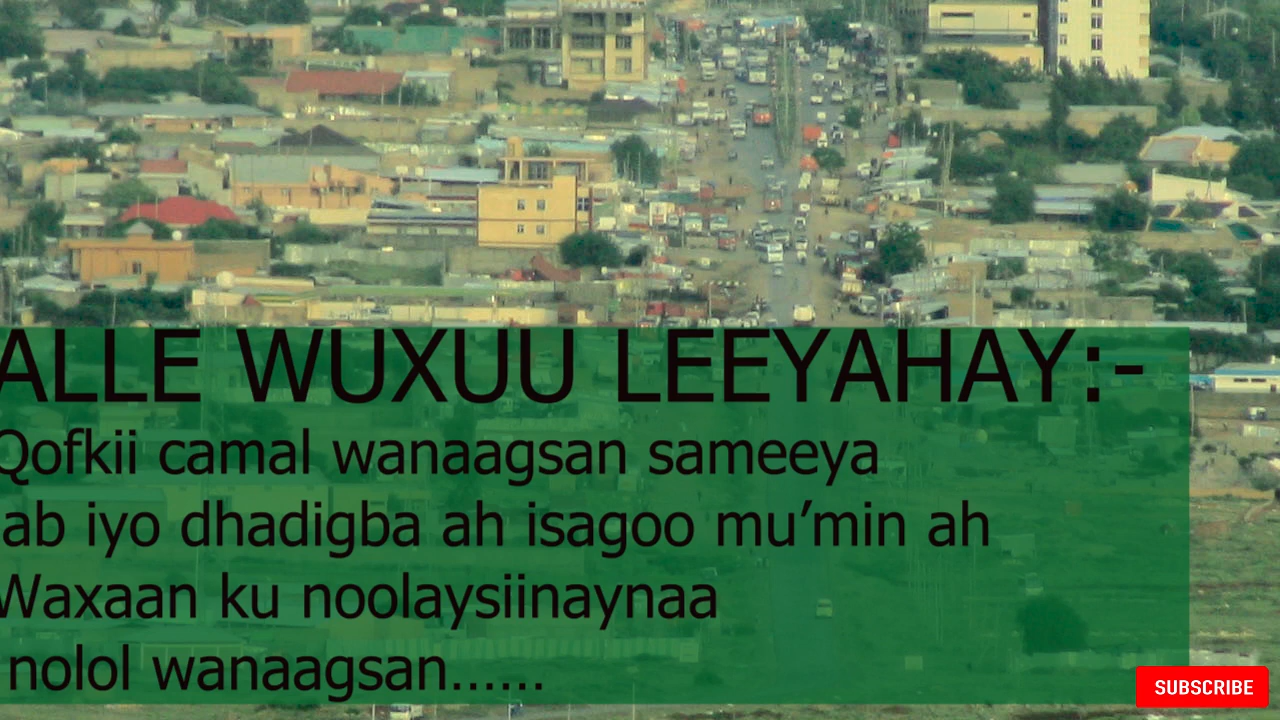 ALLE WUXUU LEEYAHAY:-
Qofkii camal wanaagsan sameeya
lab iyo dhadigba ah isagoo mu’min ah
Waxaan ku noolaysiinaynaa
nolol wanaagsan......
SUBSCRIBE